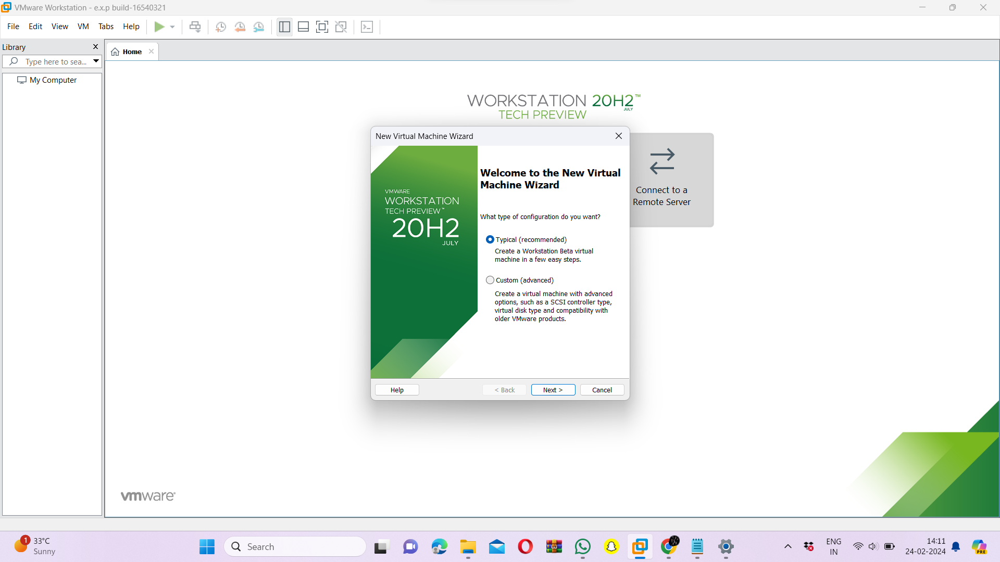 VMware Workstation - e.x.p build-16540321
File Edit View VM Tabs Help
Library
Type here to sea...
My Computer
Home
WORKSTATION 20H2™
JULY
TECH PREVIEW
New Virtual Machine Wizard
VMWARE
WORKSTATION
TECH PREVIEW™
20H2
JULY
Welcome to the New Virtual
Machine Wizard
What type of configuration do you want?
Typical (recommended)
Create a Workstation Beta virtual
machine in a few easy steps.
Custom (advanced)
Create a virtual machine with advanced
options, such as a SCSI controller type,
virtual disk type and compatibility with
older VMware products.
Help < Back Next > Cancel
Connect to a
Remote Server
vmware®
1
33°C
Sunny
Search
ENG
IN
14:11
24-02-2024
PRE